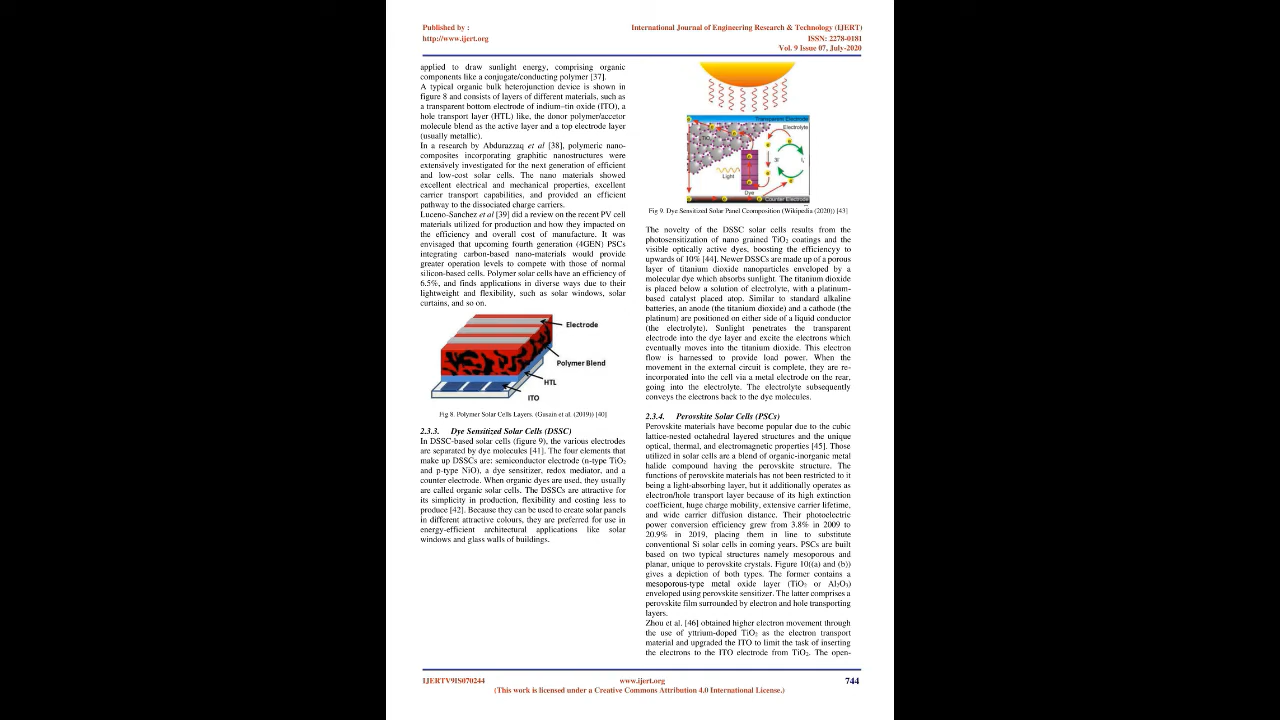 Published by :
http://www.ijert.org
International Journal of Engineering Research & Technology (IJERT)
ISSN: 2278-0181
Vol. 9 Issue 07, July-2020
applied to draw sunlight energy, comprising organic
components like a conjugate/conducting polymer [37].
A typical organic bulk heterojunction device is shown in
figure 8 and consists of layers of different materials, such as
a transparent bottom electrode of indium–tin oxide (ITO), a
hole transport layer (HTL) like, the donor polymer/accetor
molecule blend as the active layer and a top electrode layer
(usually metallic).
In a research by Abdurazzaq et al [38], polymeric nano-
composites incorporating graphitic nanostructures were
extensively investigated for the next generation of efficient
and low-cost solar cells. The nano materials showed
excellent electrical and mechanical properties, excellent
carrier transport capabilities, and provided an efficient
pathway to the dissociated charge carriers.
Luceno-Sanchez et al [39] did a review on the recent PV cell
materials utilized for production and how they impacted on
the efficiency and overall cost of manufacture. It was
envisaged that upcoming fourth generation (4GEN) PSCs
integrating carbon-based nano-materials would provide
greater operation levels to compete with those of normal
silicon-based cells. Polymer solar cells have an efficiency of
6.5%, and finds applications in diverse ways due to their
lightweight and flexibility, such as solar windows, solar
curtains, and so on.
Electrode
Polymer Blend
HTL
ITO
Fig 8. Polymer Solar Cells Layers. (Gusain et al. (2019)) [40]
2.3.3. Dye Sensitized Solar Cells (DSSC)
In DSSC-based solar cells (figure 9), the various electrodes
are separated by dye molecules [41]. The four elements that
make up DSSCs are: semiconductor electrode (n-type TiO2
and p-type NiO), a dye sensitizer, redox mediator, and a
counter electrode. When organic dyes are used, they usually
are called organic solar cells. The DSSCs are attractive for
its simplicity in production, flexibility and costing less to
produce [42]. Because they can be used to create solar panels
in different attractive colours, they are preferred for use in
energy-efficient architectural applications like solar
windows and glass walls of buildings.
Transparent Electrode
Electrolyte
TiO
Light
Dye
Counter Electrode
Fig 9. Dye Sensitized Solar Panel Ccomposition (Wikipedia (2020)) [43]
The novelty of the DSSC solar cells results from the
photosensitization of nano grained TiO2 coatings and the
visible optically active dyes, boosting the efficiencyy to
upwards of 10% [44]. Newer DSSCs are made up of a porous
layer of titanium dioxide nanoparticles enveloped by a
molecular dye which absorbs sunlight. The titanium dioxide
is placed below a solution of electrolyte, with a platinum-
based catalyst placed atop. Similar to standard alkaline
batteries, an anode (the titanium dioxide) and a cathode (the
platinum) are positioned on either side of a liquid conductor
(the electrolyte). Sunlight penetrates the transparent
electrode into the dye layer and excite the electrons which
eventually moves into the titanium dioxide. This electron
flow is harnessed to provide load power. When the
movement in the external circuit is complete, they are re-
incorporated into the cell via a metal electrode on the rear,
going into the electrolyte. The electrolyte subsequently
conveys the electrons back to the dye molecules.
2.3.4. Perovskite Solar Cells (PSCs)
Perovskite materials have become popular due to the cubic
lattice-nested octahedral layered structures and the unique
optical, thermal, and electromagnetic properties [45]. Those
utilized in solar cells are a blend of organic-inorganic metal
halide compound having the perovskite structure. The
functions of perovskite materials has not been restricted to it
being a light-absorbing layer, but it additionally operates as
electron/hole transport layer because of its high extinction
coefficient, huge charge mobility, extensive carrier lifetime,
and wide carrier diffusion distance. Their photoelectric
power conversion efficiency grew from 3.8% in 2009 to
20.9% in 2019, placing them in line to substitute
conventional Si solar cells in coming years. PSCs are built
based on two typical structures namely mesoporous and
planar, unique to perovskite crystals. Figure 10((a) and (b))
gives a depiction of both types. The former contains a
mesoporous-type metal oxide layer (TiO2 or Al2O3)
enveloped using perovskite sensitizer. The latter comprises a
perovskite film surrounded by electron and hole transporting
layers.
Zhou et al. [46] obtained higher electron movement through
the use of yttrium-doped TiO2 as the electron transport
material and upgraded the ITO to limit the task of inserting
the electrons to the ITO electrode from TiO2. The open-
IJERTV9IS070244
www.ijert.org
744
(This work is licensed under a Creative Commons Attribution 4.0 International License.)